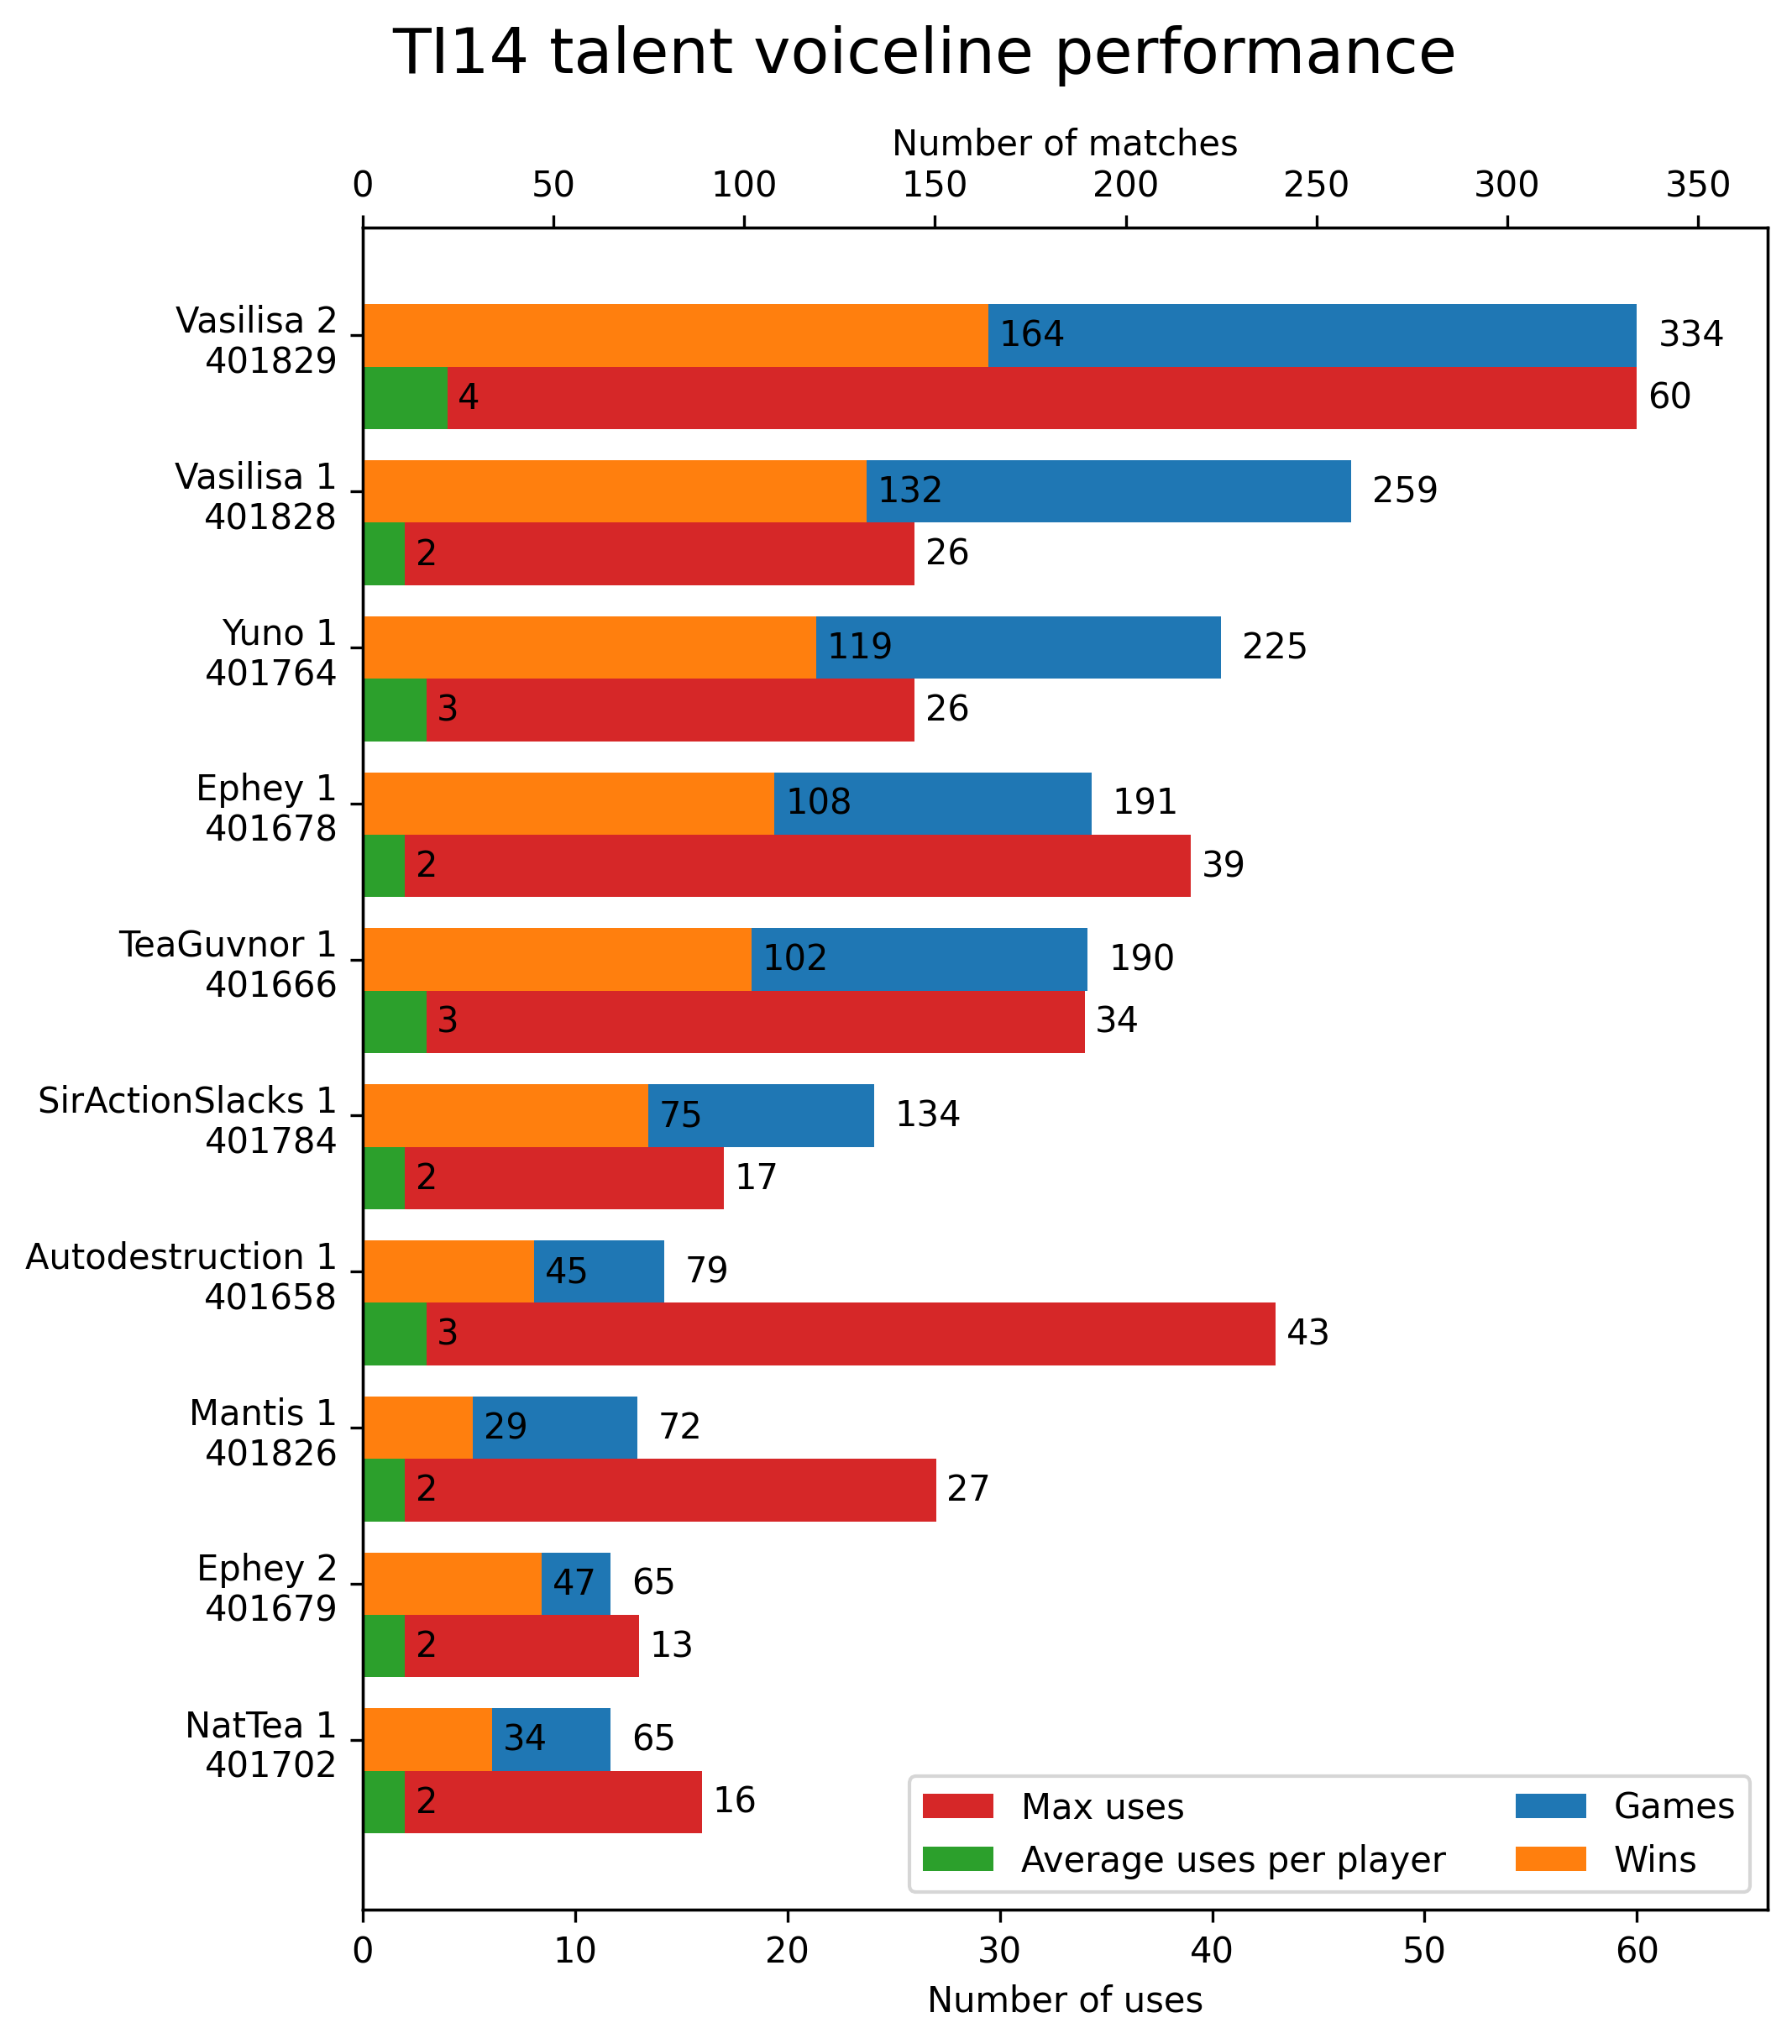 TI14 talent voiceline performance
Number of matches
0 50 100 150 200 250 300 350
Vasilisa 2
401829
164 334
4 60
Vasilisa 1
401828
132 259
2 26
Yuno 1
401764
119 225
3 26
Ephey 1
401678
108 191
2 39
TeaGuvnor 1
401666
102 190
3 34
SirActionSlacks 1
401784
75 134
2 17
Autodestruction 1
401658
45 79
3 43
Mantis 1
401826
29 72
2 27
Ephey 2
401679
47 65
2 13
NatTea 1
401702
34 65
2 16
Max uses
Average uses per player
Games
Wins
0 10 20 30 40 50 60
Number of uses